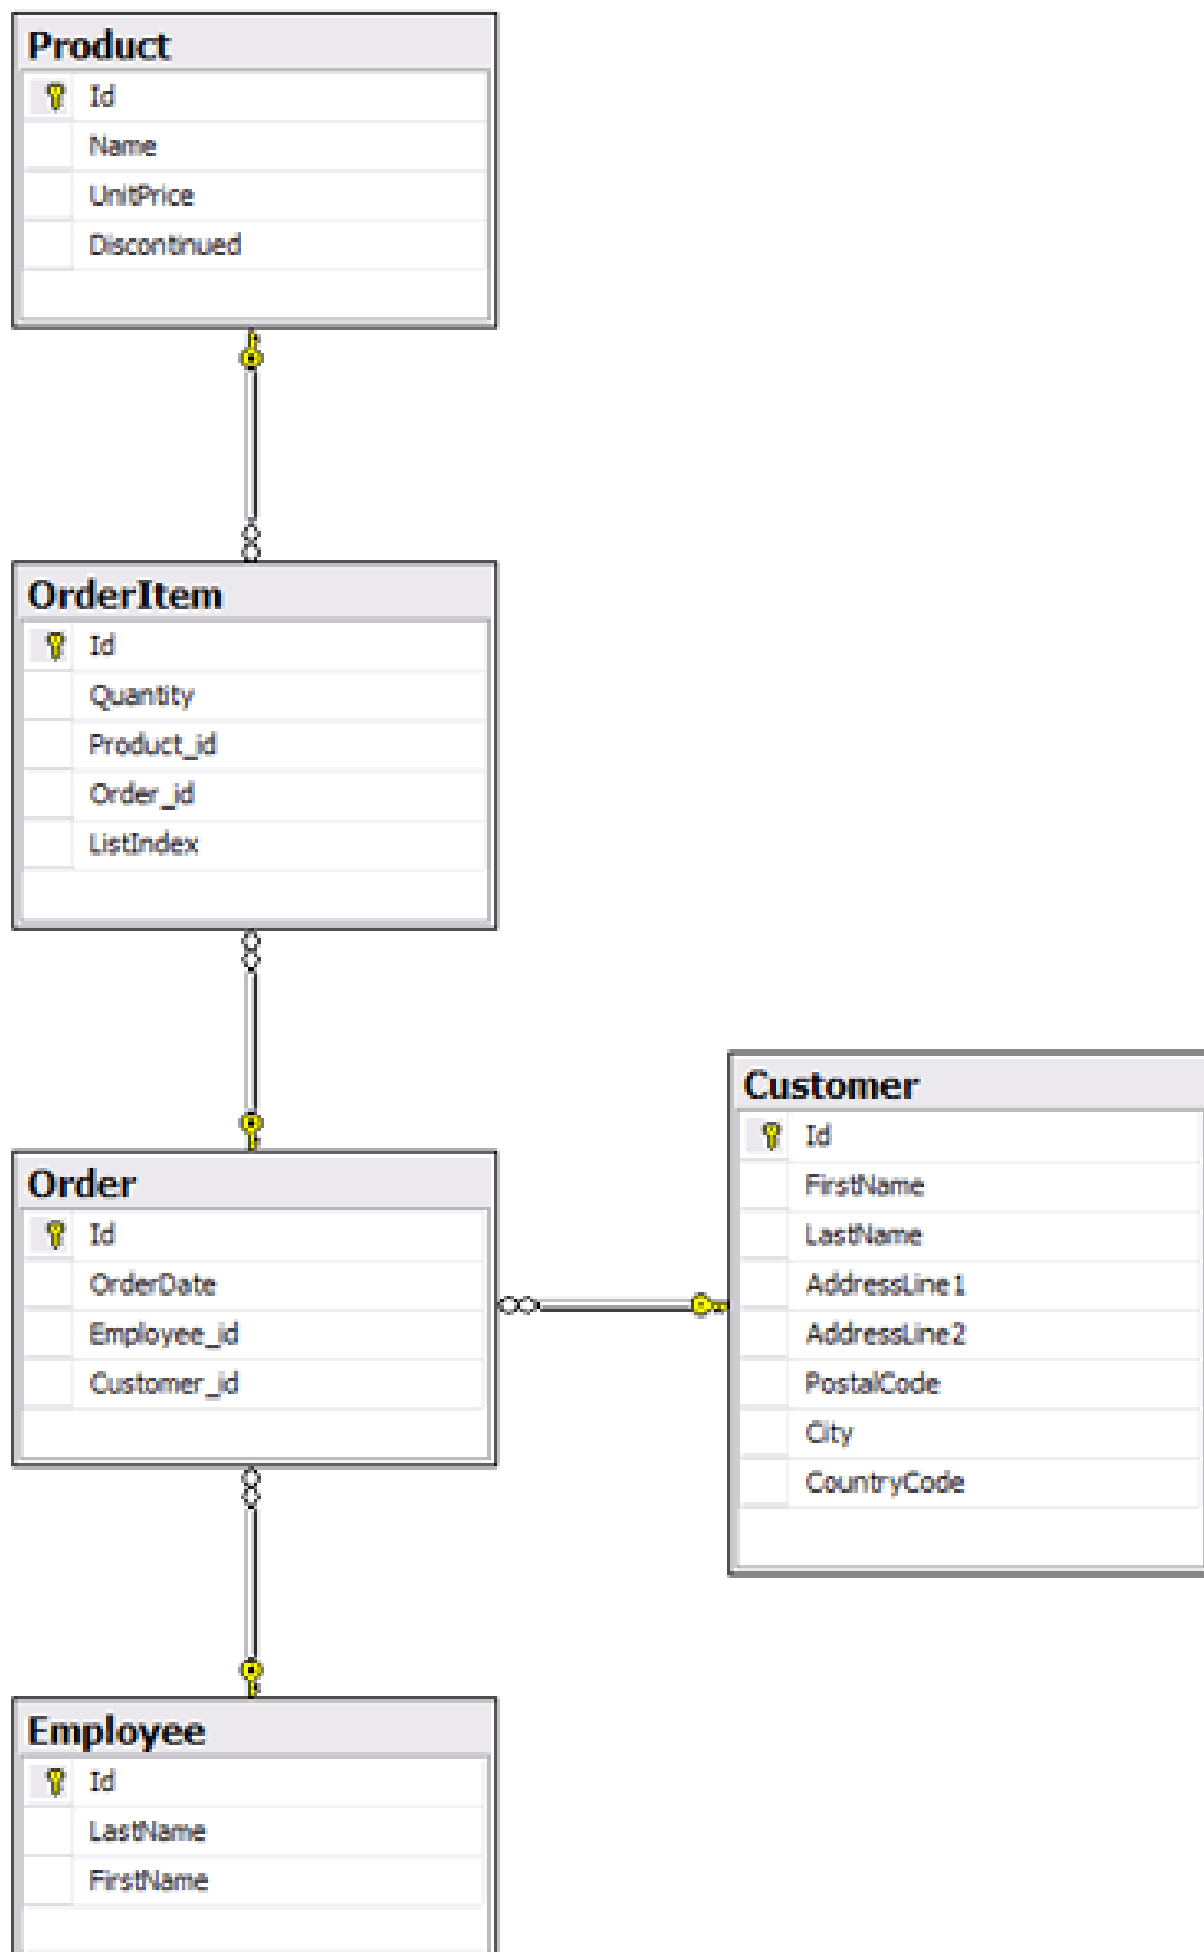 Product
Id
Name
UnitPrice
Discontinued
OrderItem
Id
Quantity
Product_id
Order_id
ListIndex
Order
Id
OrderDate
Employee_id
Customer_id
Customer
Id
FirstName
LastName
AddressLine1
AddressLine2
PostalCode
City
CountryCode
Employee
Id
LastName
FirstName